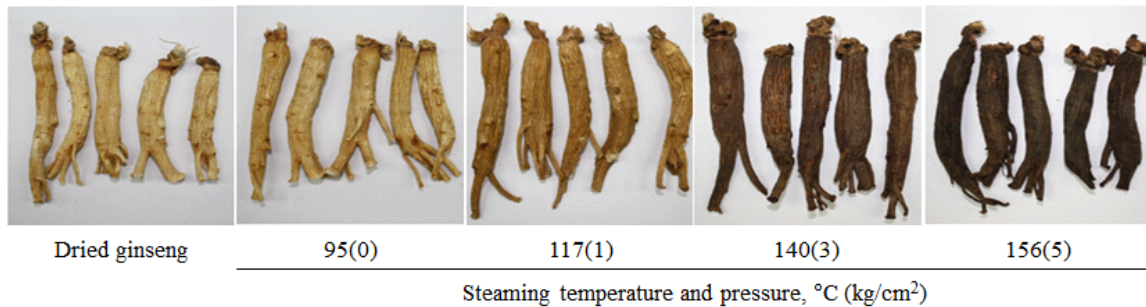 Dried ginseng 95(0) 117(1) 140(3) 156(5)
Steaming temperature and pressure, °C (kg/cm²)